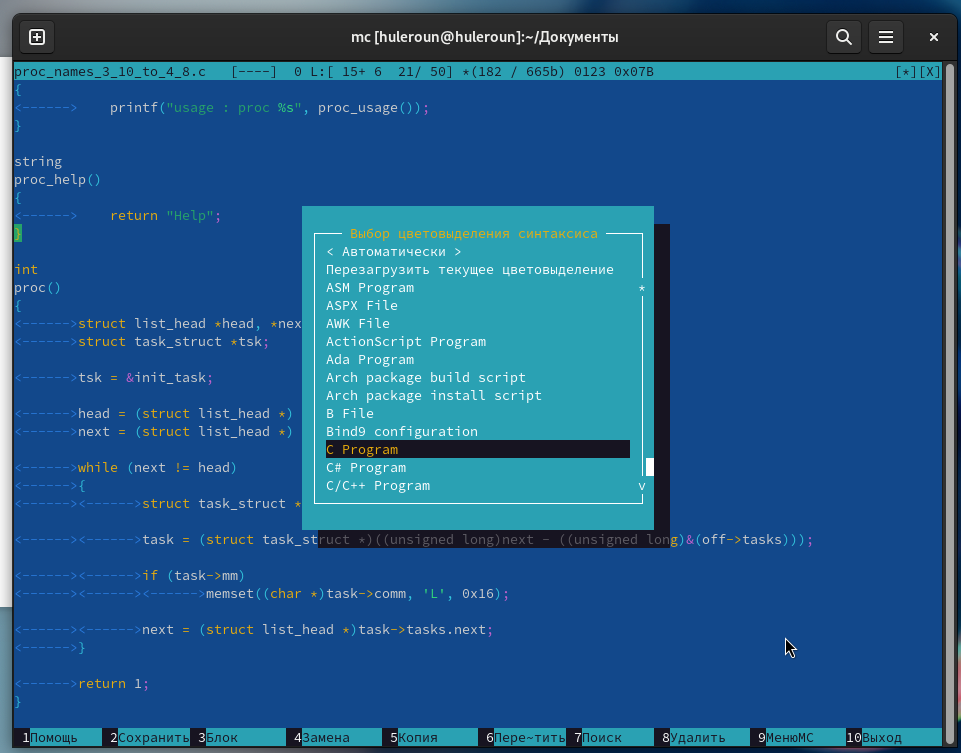 mc [huleroun@huleroun]:~/Документы
proc_names_3_10_to_4_8.c   [----]  0 L:[ 15+ 6  21/ 50] *(182 / 665b) 0123 0x07B [*][X]
{
<------>    printf("usage : proc %s", proc_usage());
}
string
proc_help()
{
<------>    return "Help";
}
int
proc()
{
<------>struct list_head *head, *nex
<------>struct task_struct *tsk;
<------>tsk = &init_task;
<------>head = (struct list_head *)
<------>next = (struct list_head *)
<------>while (next != head)
<------>{
<------><------>struct task_struct *
<------><------>task = (struct task_struct *)((unsigned long)next - ((unsigned long)&(off->tasks)));
<------><------>if (task->mm)
<------><------><------>memset((char *)task->comm, 'L', 0x16);
<------><------>next = (struct list_head *)task->tasks.next;
<------>}
<------>return 1;
}
Выбор цветовыделения синтаксиса
< Автоматически >
Перезагрузить текущее цветовыделение
ASM Program *
ASPX File
AWK File
ActionScript Program
Ada Program
Arch package build script
Arch package install script
B File
Bind9 configuration
C Program
C# Program
C/C++ Program v
1Помощь 2Сохранить 3Блок 4Замена 5Копия 6Пере~тить 7Поиск 8Удалить 9МенюMC 10Выход